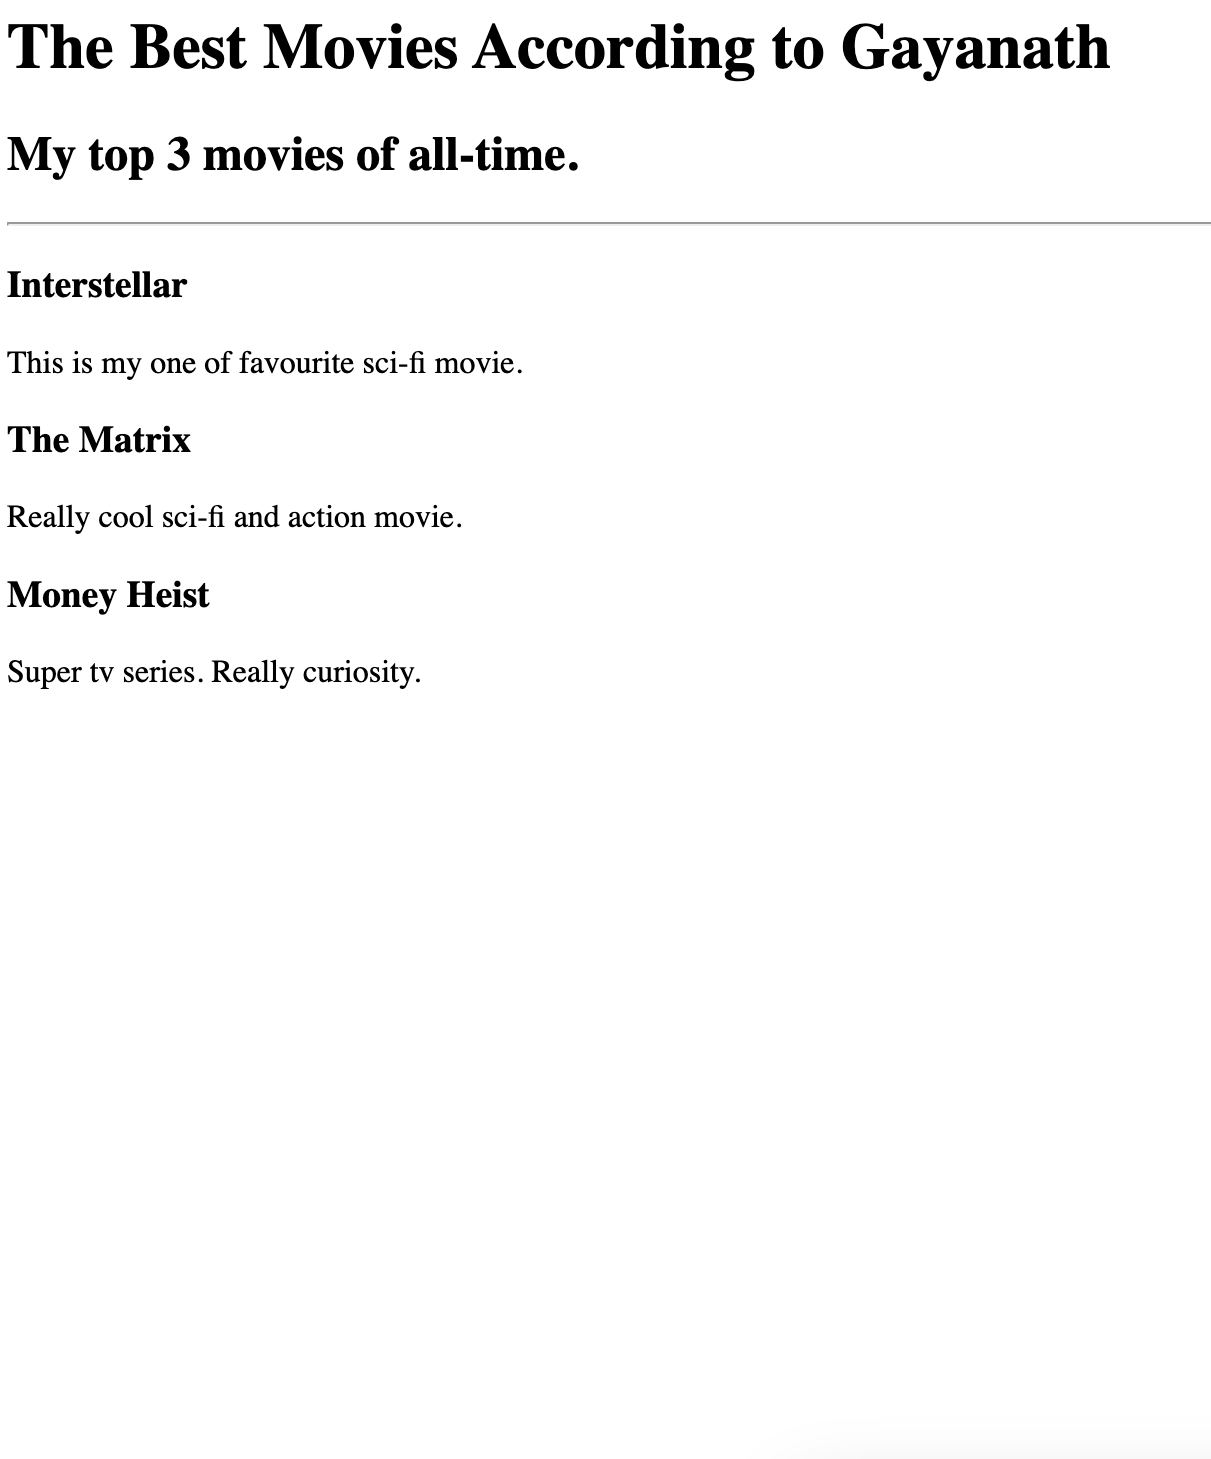 The Best Movies According to Gayanath
My top 3 movies of all-time.
Interstellar
This is my one of favourite sci-fi movie.
The Matrix
Really cool sci-fi and action movie.
Money Heist
Super tv series. Really curiosity.